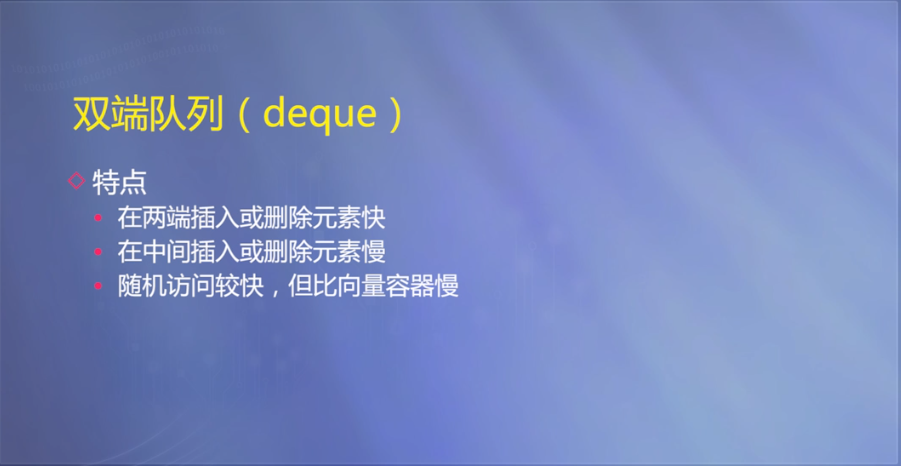 双端队列（deque）
特点
在两端插入或删除元素快
在中间插入或删除元素慢
随机访问较快，但比向量容器慢